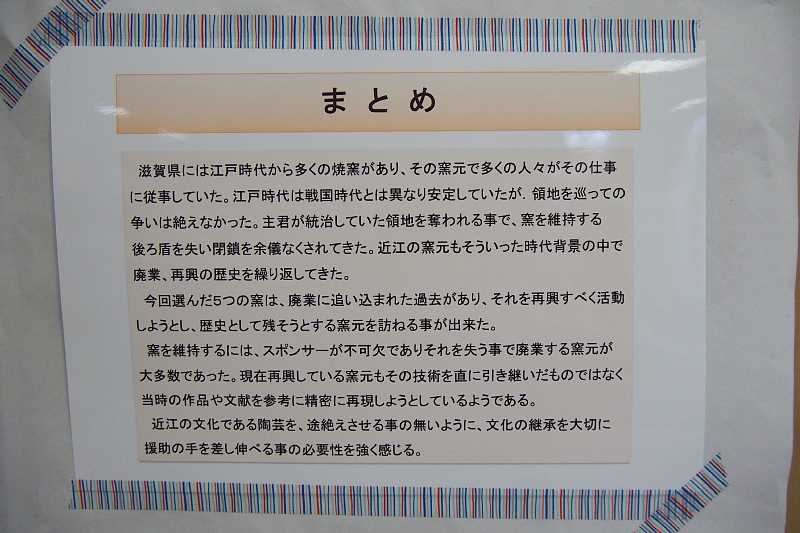 まとめ
滋賀県には江戸時代から多くの焼窯があり、その窯元で多くの人々がその仕事
に従事していた。江戸時代は戦国時代とは異なり安定していたが．領地を巡っての
争いは絶えなかった。主君が統治していた領地を奪われる事で、窯を維持する
後ろ盾を失い閉鎖を余儀なくされてきた。近江の窯元もそういった時代背景の中で
廃業、再興の歴史を繰り返してきた。
今回選んだ5つの窯は、廃業に追い込まれた過去があり、それを再興すべく活動
しようとし、歴史として残そうとする窯元を訪ねる事が出来た。
窯を維持するには、スポンサーが不可欠でありそれを失う事で廃業する窯元が
大多数であった。現在再興している窯元もその技術を直に引き継いだものではなく
当時の作品や文献を参考に精密に再現しようとしているようである。
近江の文化である陶芸を、途絶えさせる事の無いように、文化の継承を大切に
援助の手を差し伸べる事の必要性を強く感じる。